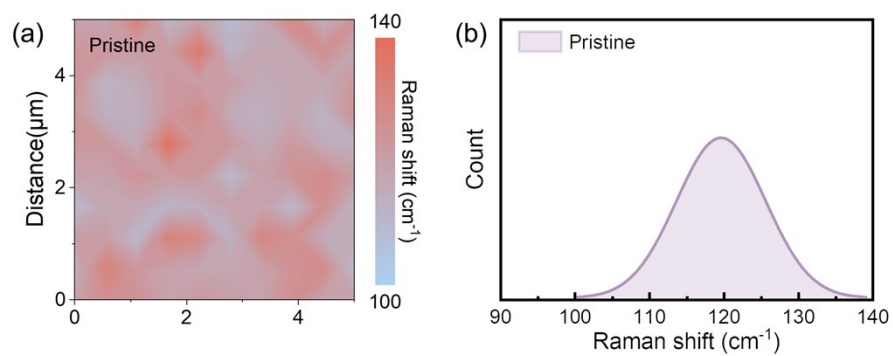 (a)
Pristine
Distance(μm)
4
2
0
0 2 4
140
Raman shift (cm⁻¹)
100
(b)
Pristine
Count
90 100 110 120 130 140
Raman shift (cm⁻¹)